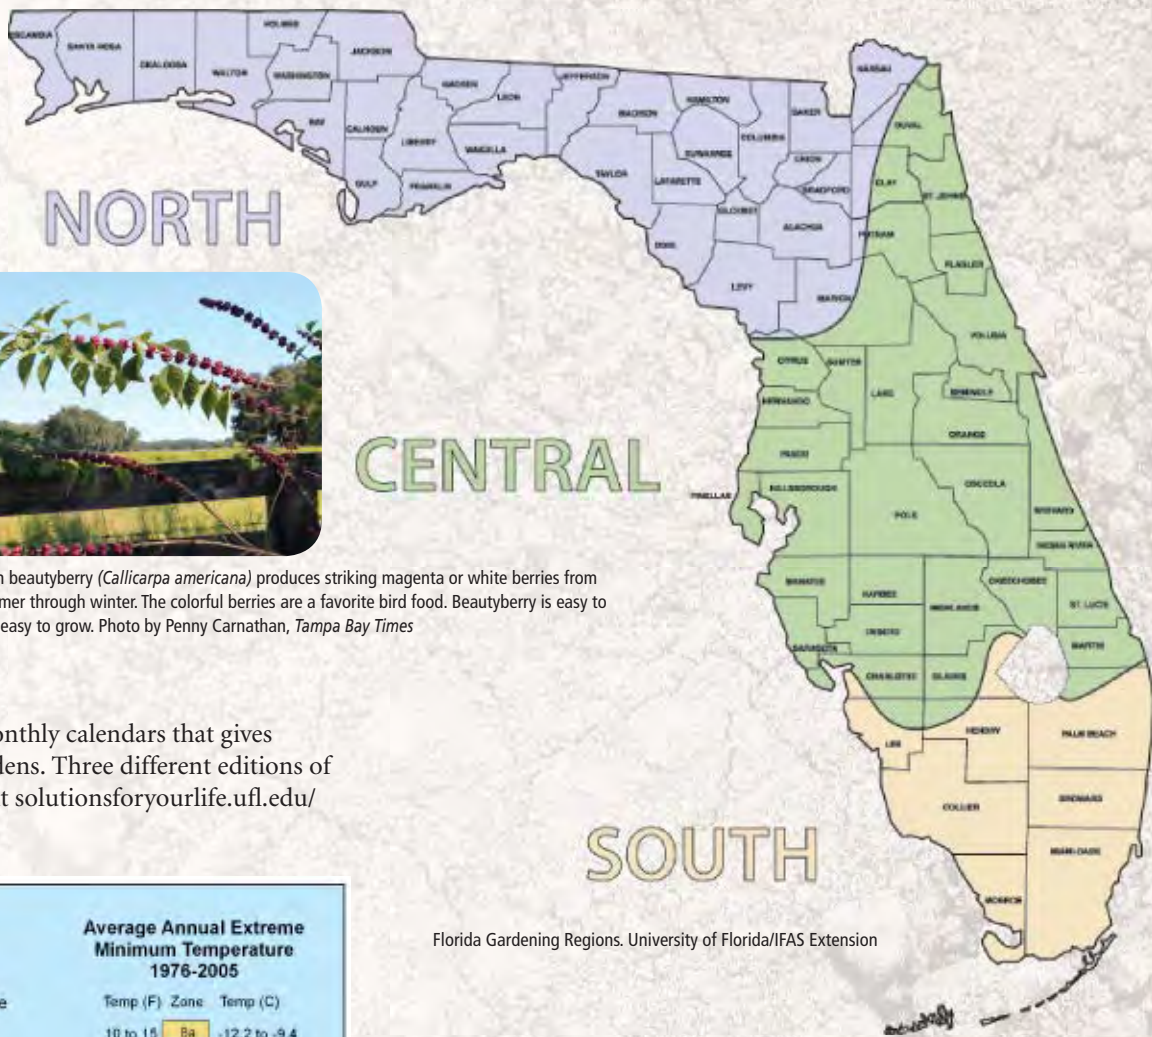 ESCAMBIA
SANTA ROSA
OKALOOSA
WALTON
HOLMES
WASHINGTON
JACKSON
BAY
CALHOUN
GULF
LIBERTY
FRANKLIN
GADSDEN
LEON
WAKULLA
JEFFERSON
MADISON
TAYLOR
HAMILTON
SUWANNEE
LAFAYETTE
DIXIE
COLUMBIA
GILCHRIST
LEVY
BAKER
UNION
BRADFORD
ALACHUA
MARION
NASSAU
DUVAL
CLAY
ST. JOHNS
PUTNAM
FLAGLER
VOLUSIA
NORTH
CITRUS
SUMTER
HERNANDO
LAKE
SEMINOLE
ORANGE
PASCO
CENTRAL
PINELLAS
HILLSBOROUGH
POLK
OSCEOLA
BREVARD
INDIAN RIVER
MANATEE
HARDEE
HIGHLANDS
OKEECHOBEE
ST. LUCIE
DESOTO
SARASOTA
MARTIN
CHARLOTTE
GLADES
LEE
HENDRY
PALM BEACH
COLLIER
BROWARD
SOUTH
MIAMI-DADE
MONROE
n beautyberry (Callicarpa americana) produces striking magenta or white berries from
mer through winter. The colorful berries are a favorite bird food. Beautyberry is easy to
easy to grow. Photo by Penny Carnathan, Tampa Bay Times
onthly calendars that gives
dens. Three different editions of
t solutionsforyourlife.ufl.edu/
Florida Gardening Regions. University of Florida/IFAS Extension
Average Annual Extreme
Minimum Temperature
1976-2005
e
Temp (F) Zone Temp (C)
10 to 15 8a -12.2 to -9.4